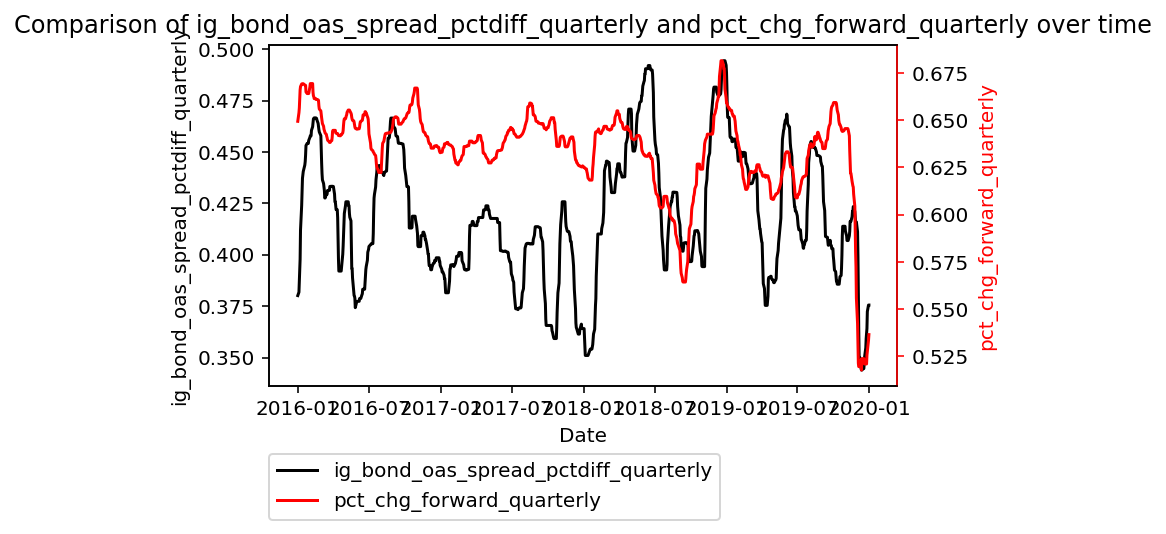 Comparison of ig_bond_oas_spread_pctdiff_quarterly and pct_chg_forward_quarterly over time
ig_bond_oas_spread_pctdiff_quarterly
0.500
0.475
0.450
0.425
0.400
0.375
0.350
0.675
0.650
0.625
0.600
0.575
0.550
0.525
pct_chg_forward_quarterly
2016-01 2016-07 2017-01 2017-07 2018-01 2018-07 2019-01 2019-07 2020-01
Date
ig_bond_oas_spread_pctdiff_quarterly
pct_chg_forward_quarterly